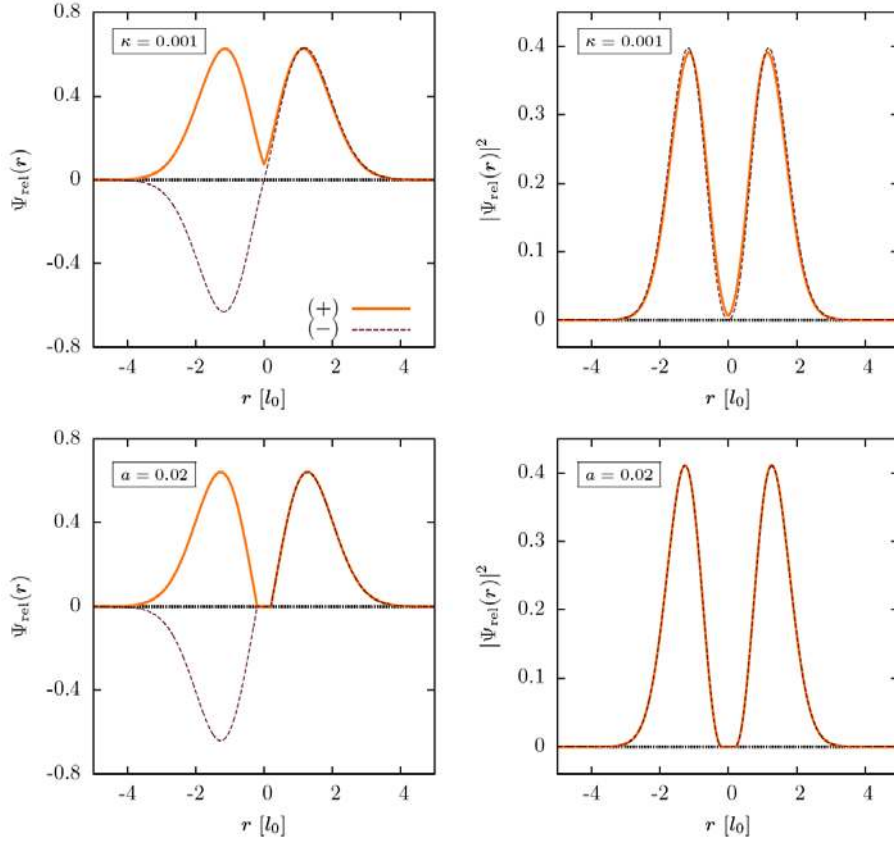 0.8
0.4
0
-0.4
-0.8
κ = 0.001
Ψrel(r)
(+)
(−)
-4 -2 0 2 4
r [l0]
0.4
0.3
0.2
0.1
0
κ = 0.001
|Ψrel(r)|²
-4 -2 0 2 4
r [l0]
0.8
0.4
0
-0.4
-0.8
a = 0.02
Ψrel(r)
-4 -2 0 2 4
r [l0]
0.4
0.3
0.2
0.1
0
a = 0.02
|Ψrel(r)|²
-4 -2 0 2 4
r [l0]